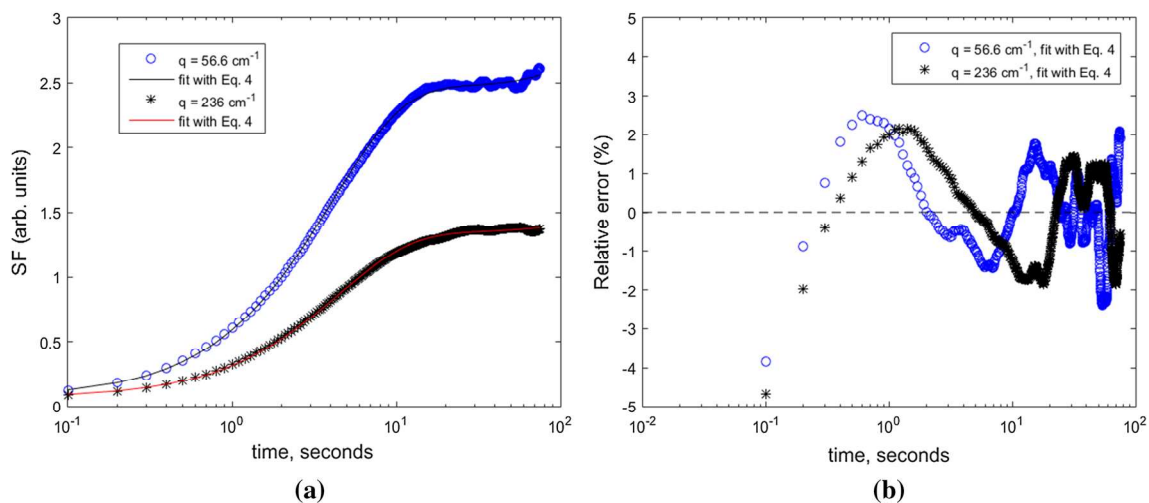 3
q = 56.6 cm-1
fit with Eq. 4
q = 236 cm-1
fit with Eq. 4
2.5
2
1.5
1
0.5
0
SF (arb. units)
10-1
100
101
102
time, seconds
(a)
5
4
3
2
1
0
-1
-2
-3
-4
-5
Relative error (%)
q = 56.6 cm-1, fit with Eq. 4
q = 236 cm-1, fit with Eq. 4
10-2
10-1
100
101
102
time, seconds
(b)